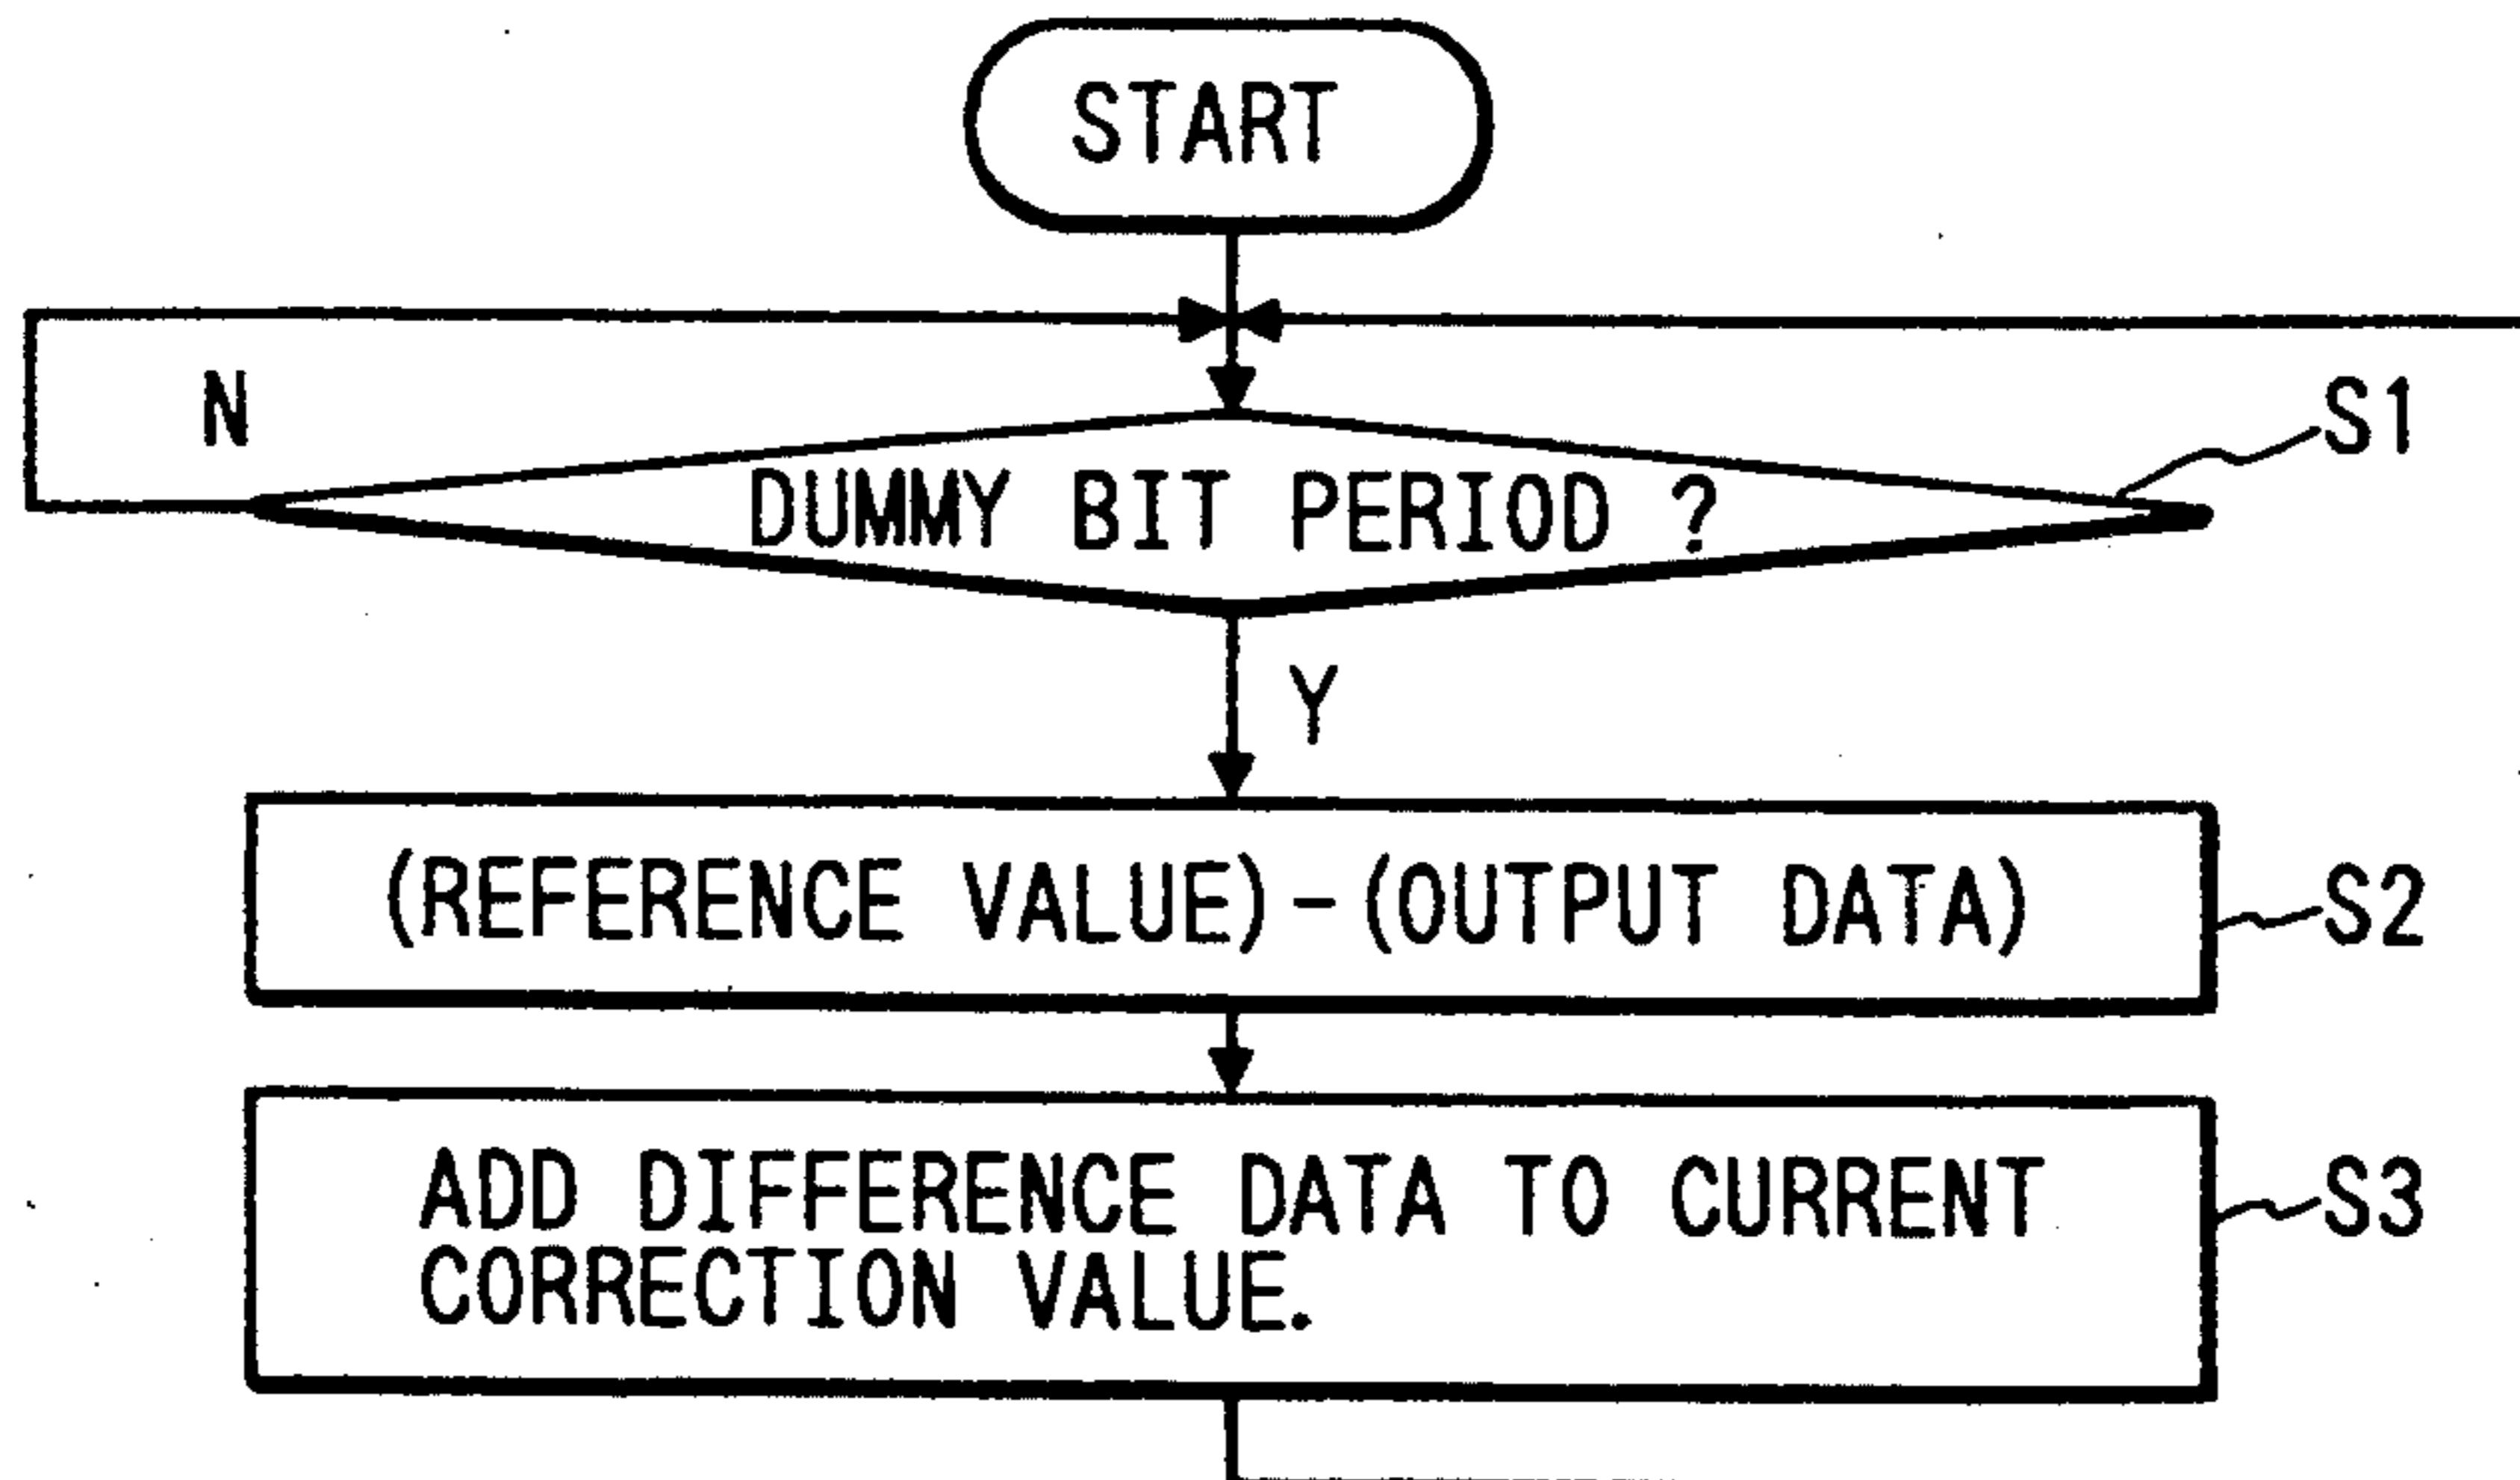 START
N
S1
DUMMY BIT PERIOD ?
Y
(REFERENCE VALUE)-(OUTPUT DATA)
S2
ADD DIFFERENCE DATA TO CURRENT
CORRECTION VALUE.
S3